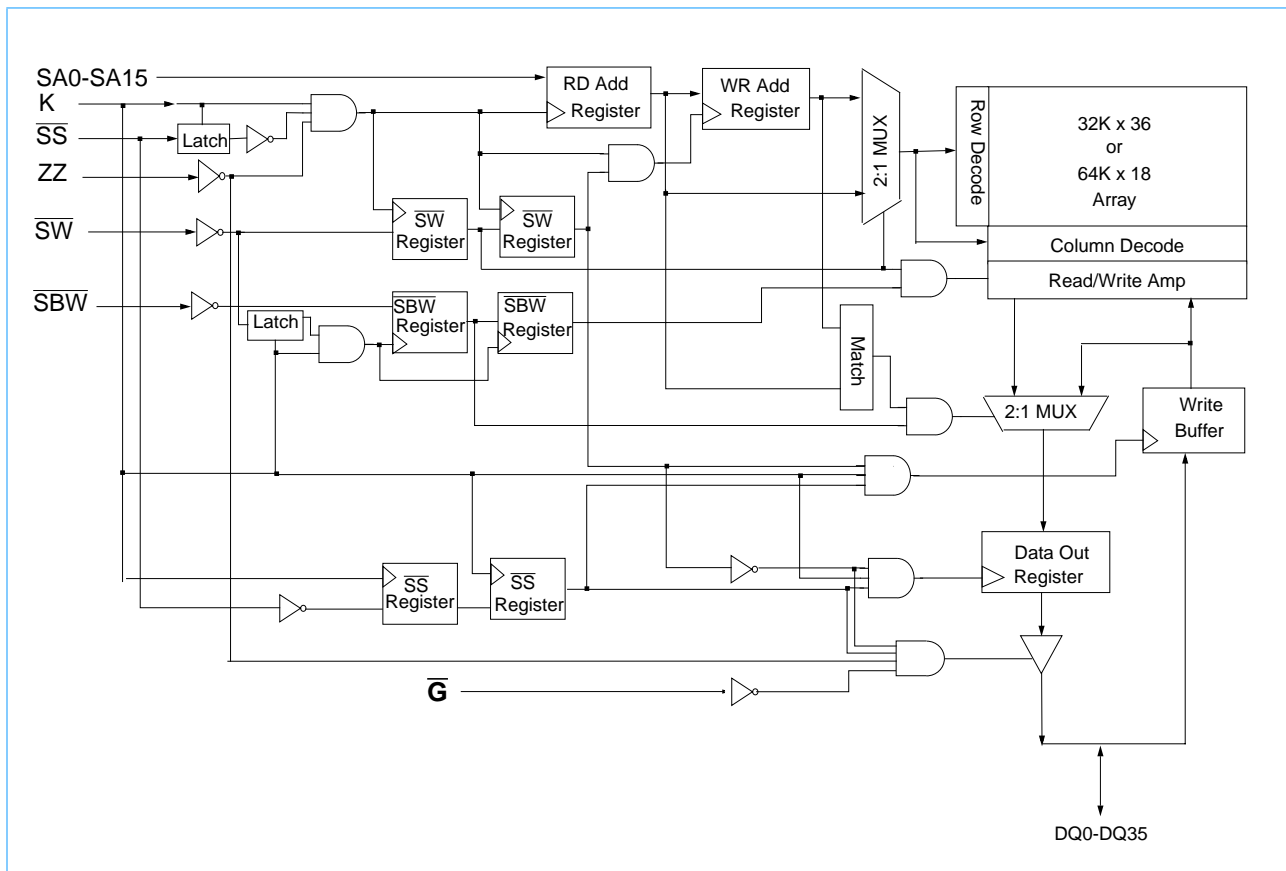 SA0-SA15
K
SS
ZZ
SW
SBW
G
Latch
Latch
RD Add
Register
WR Add
Register
2:1 MUX
Row Decode
32K x 36
or
64K x 18
Array
Column Decode
Read/Write Amp
SW
Register
SW
Register
SBW
Register
SBW
Register
Match
2:1 MUX
Write
Buffer
SS
Register
SS
Register
Data Out
Register
DQ0-DQ35